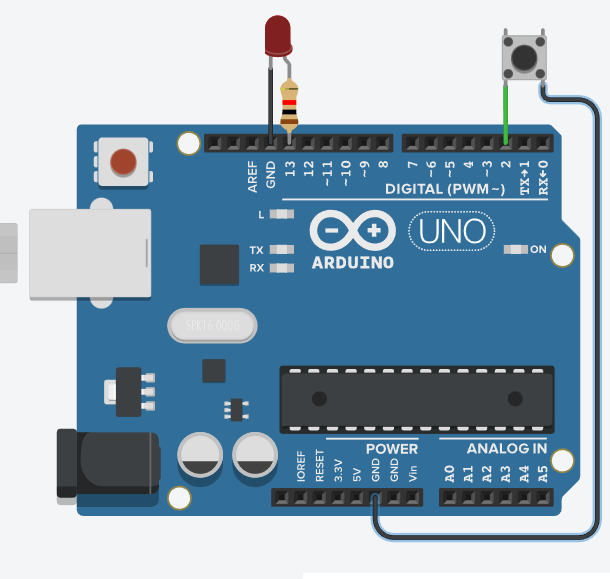 AREF
GND
13
12
~11
~10
~9
8
7
~6
~5
4
~3
2
TX→1
RX←0
DIGITAL (PWM~)
L
TX
RX
ARDUINO
UNO
ON
SPK16.000G
POWER
ANALOG IN
IOREF
RESET
3.3V
5V
GND
GND
Vin
A0
A1
A2
A3
A4
A5